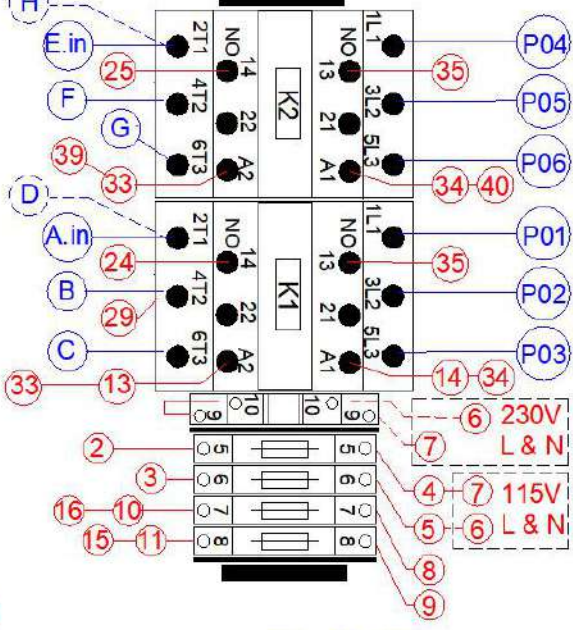 H
E.in 2T1 NO 14 K2 NO 13 1L1 P04
25 35
F 4T2 22 21 3L2 P05
G
39 33 6T3 A2 A1 5L3 34 40 P06
D
A.in 2T1 NO 14 K1 NO 13 1L1 P01
24 35
B 4T2 22 21 3L2 P02
29
C 6T3 A2 A1 5L3 P03
33 13 14 34
9 10 10 9 6 230V
7 L & N
2 5 5
3 6 6 4 7 115V
16 10 7 7 5 6 L & N
15 11 8 8 8
9